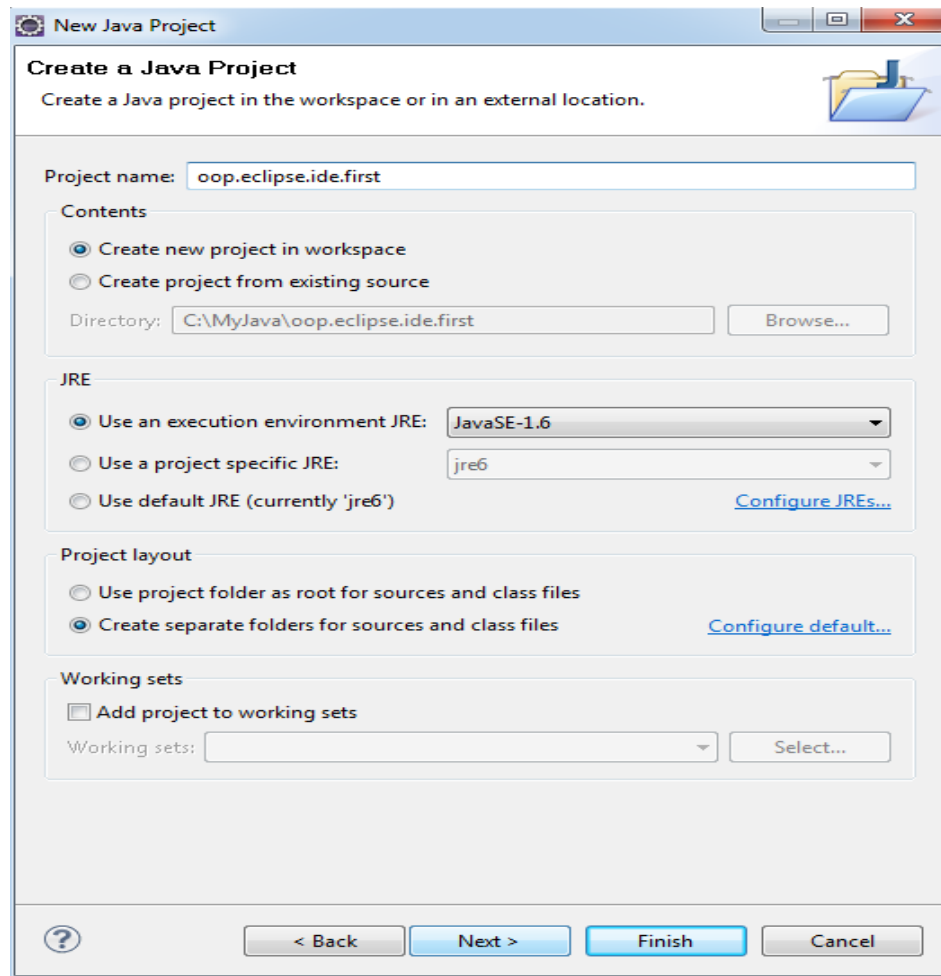 New Java Project
Create a Java Project
Create a Java project in the workspace or in an external location.
Project name: oop.eclipse.ide.first
Contents
Create new project in workspace
Create project from existing source
Directory: C:\MyJava\oop.eclipse.ide.first Browse...
JRE
Use an execution environment JRE: JavaSE-1.6
Use a project specific JRE: jre6
Use default JRE (currently 'jre6') Configure JREs...
Project layout
Use project folder as root for sources and class files
Create separate folders for sources and class files Configure default...
Working sets
Add project to working sets
Working sets: Select...
? < Back Next > Finish Cancel